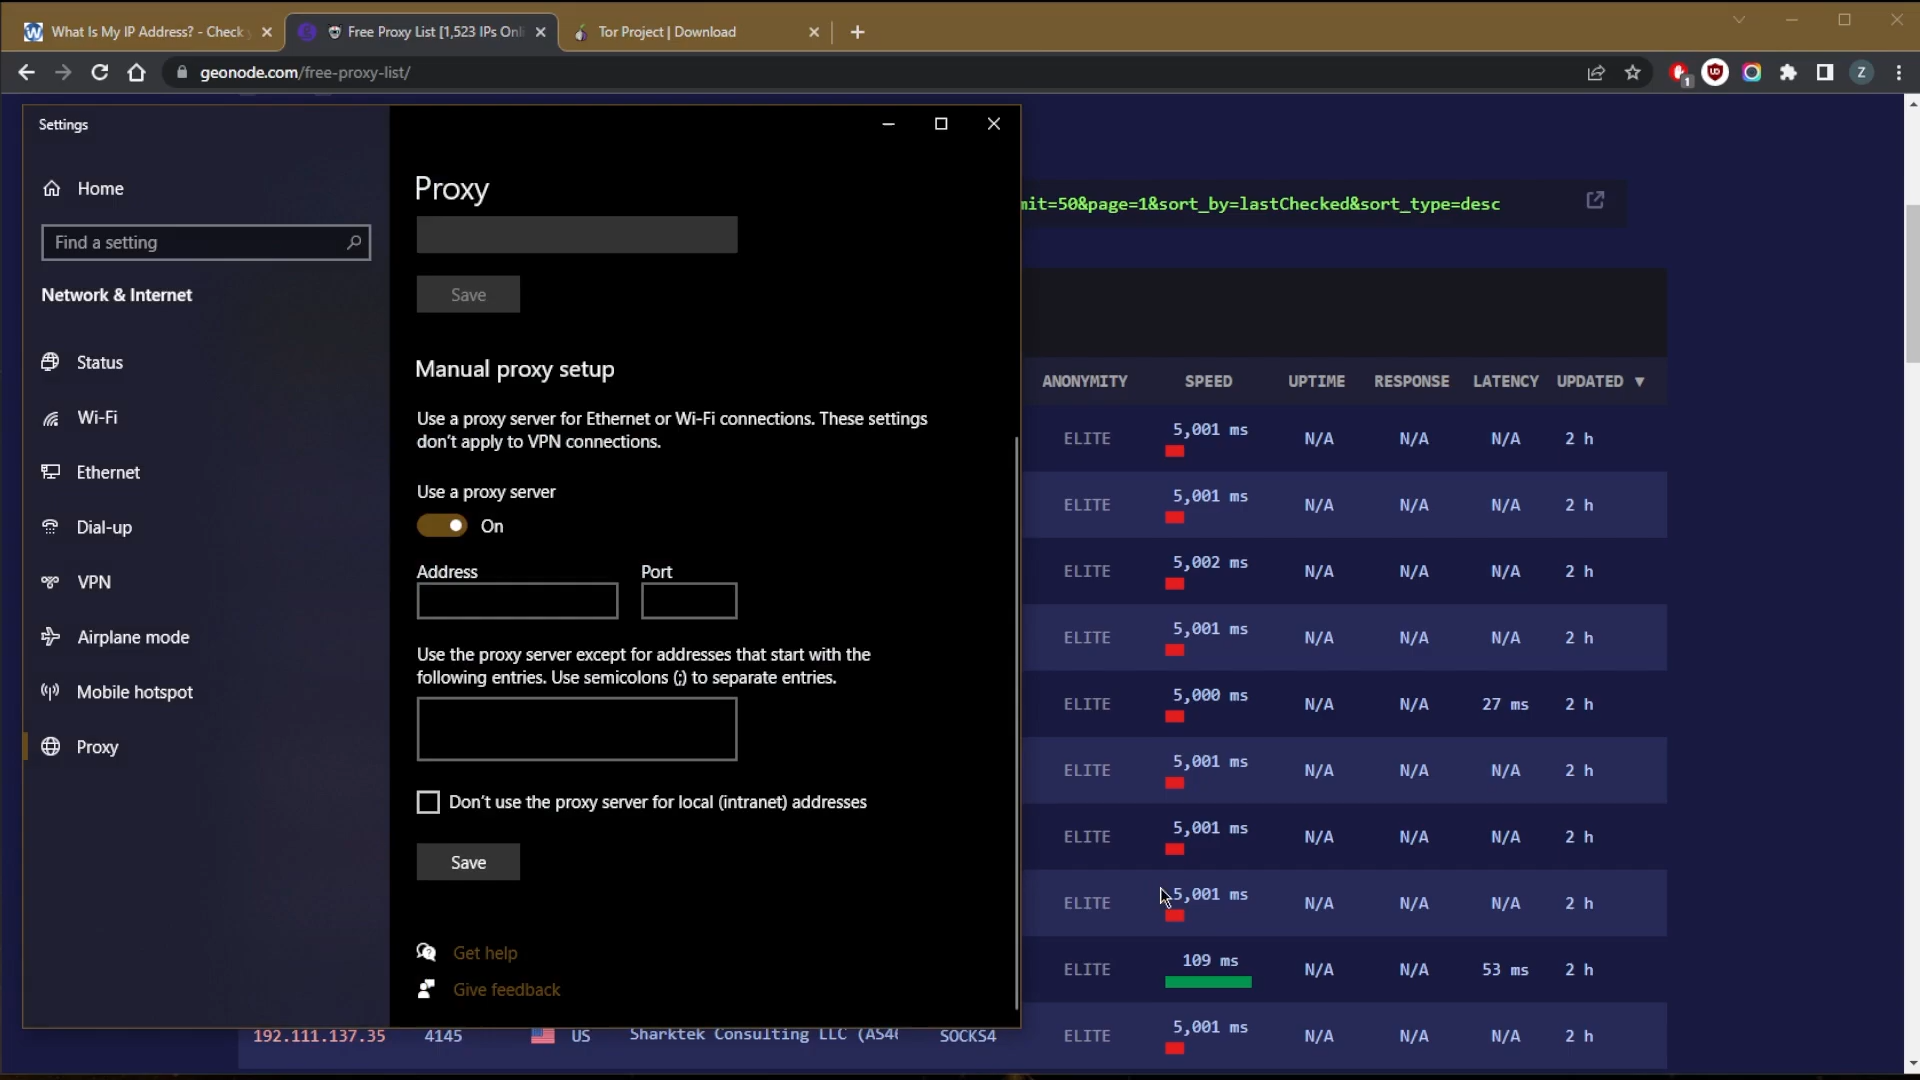 What Is My IP Address? - Check
Free Proxy List [1,523 IPs Onli
Tor Project | Download
geonode.com/free-proxy-list/
1
Z
Settings
Home
Find a setting
Network & Internet
Status
Wi-Fi
Ethernet
Dial-up
VPN
Airplane mode
Mobile hotspot
Proxy
Proxy
Save
Manual proxy setup
Use a proxy server for Ethernet or Wi-Fi connections. These settings
don't apply to VPN connections.
Use a proxy server
On
Address Port
Use the proxy server except for addresses that start with the
following entries. Use semicolons (;) to separate entries.
Don't use the proxy server for local (intranet) addresses
Save
Get help
Give feedback
mit=50&page=1&sort_by=lastChecked&sort_type=desc
ANONYMITY SPEED UPTIME RESPONSE LATENCY UPDATED ▼
ELITE 5,001 ms N/A N/A N/A 2 h
ELITE 5,001 ms N/A N/A N/A 2 h
ELITE 5,002 ms N/A N/A N/A 2 h
ELITE 5,001 ms N/A N/A N/A 2 h
ELITE 5,000 ms N/A N/A 27 ms 2 h
ELITE 5,001 ms N/A N/A N/A 2 h
ELITE 5,001 ms N/A N/A N/A 2 h
ELITE 5,001 ms N/A N/A N/A 2 h
ELITE 109 ms N/A N/A 53 ms 2 h
192.111.137.35 4145 US Sharktek Consulting LLC (AS46 SOCKS4 ELITE 5,001 ms N/A N/A N/A 2 h